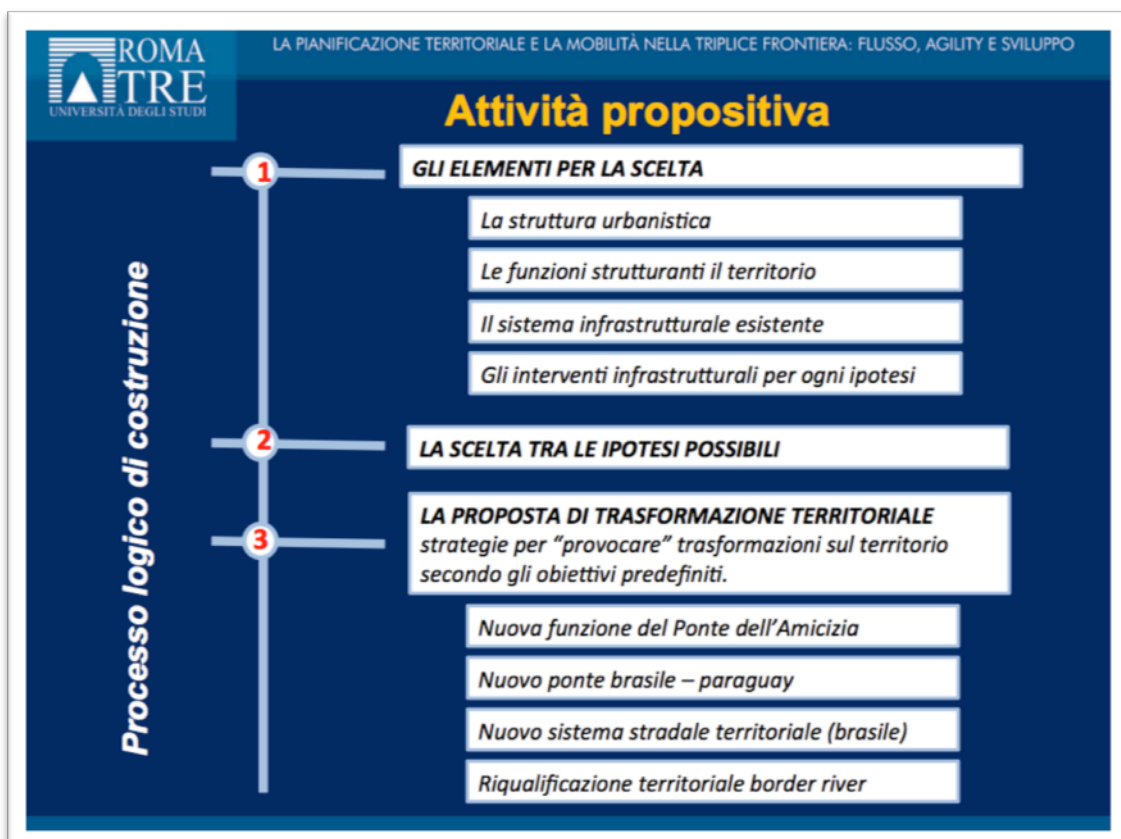 ROMA
TRE
UNIVERSITÀ DEGLI STUDI
LA PIANIFICAZIONE TERRITORIALE E LA MOBILITÀ NELLA TRIPLICE FRONTIERA: FLUSSO, AGILITY E SVILUPPO
Attività propositiva
Processo logico di costruzione
1
GLI ELEMENTI PER LA SCELTA
La struttura urbanistica
Le funzioni strutturanti il territorio
Il sistema infrastrutturale esistente
Gli interventi infrastrutturali per ogni ipotesi
2
LA SCELTA TRA LE IPOTESI POSSIBILI
3
LA PROPOSTA DI TRASFORMAZIONE TERRITORIALE
strategie per “provocare” trasformazioni sul territorio
secondo gli obiettivi predefiniti.
Nuova funzione del Ponte dell’Amicizia
Nuovo ponte brasile – paraguay
Nuovo sistema stradale territoriale (brasile)
Riqualificazione territoriale border river